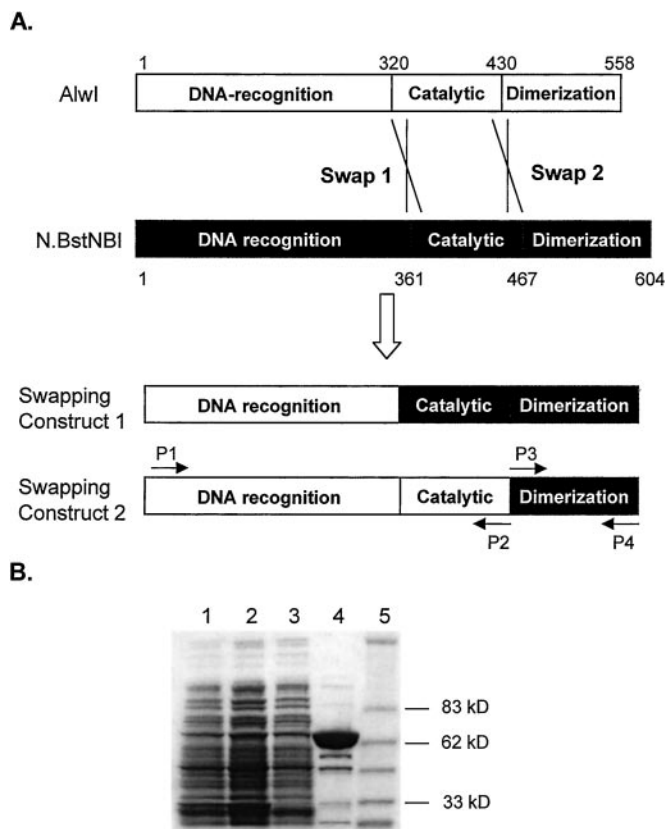 A.
1 320 430 558
AlwI DNA-recognition Catalytic Dimerization
Swap 1 Swap 2
N.BstNBI DNA recognition Catalytic Dimerization
1 361 467 604
Swapping Construct 1 DNA recognition Catalytic Dimerization
P1 P3
Swapping Construct 2 DNA recognition Catalytic Dimerization
P2 P4
B.
1 2 3 4 5
83 kD
62 kD
33 kD